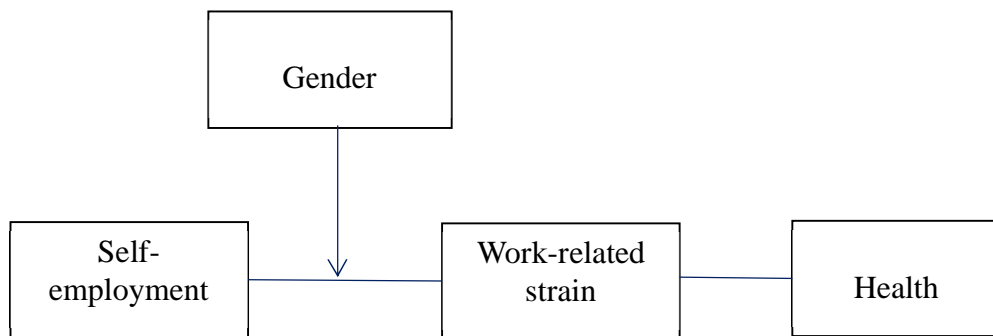 Gender
Self-
employment
Work-related
strain
Health